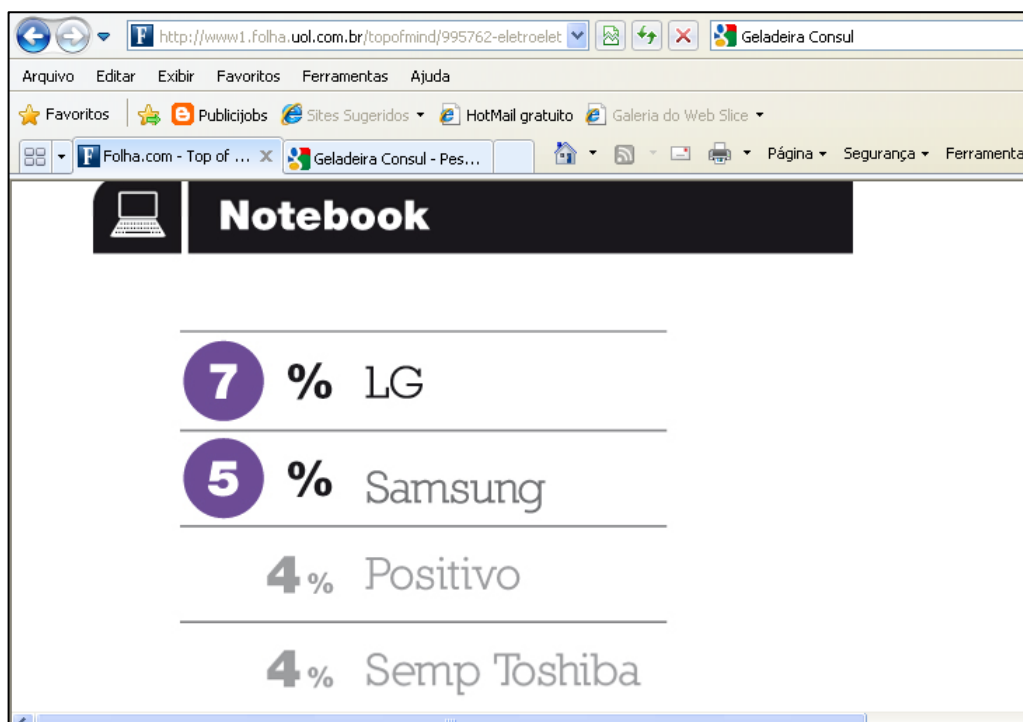 http://www1.folha.uol.com.br/topofmind/995762-eletroelet Geladeira Consul
Arquivo Editar Exibir Favoritos Ferramentas Ajuda
Favoritos Publicijobs Sites Sugeridos HotMail gratuito Galeria do Web Slice
Folha.com - Top of ... Geladeira Consul - Pes... Página Segurança Ferramenta
Notebook
7 % LG
5 % Samsung
4 % Positivo
4 % Semp Toshiba